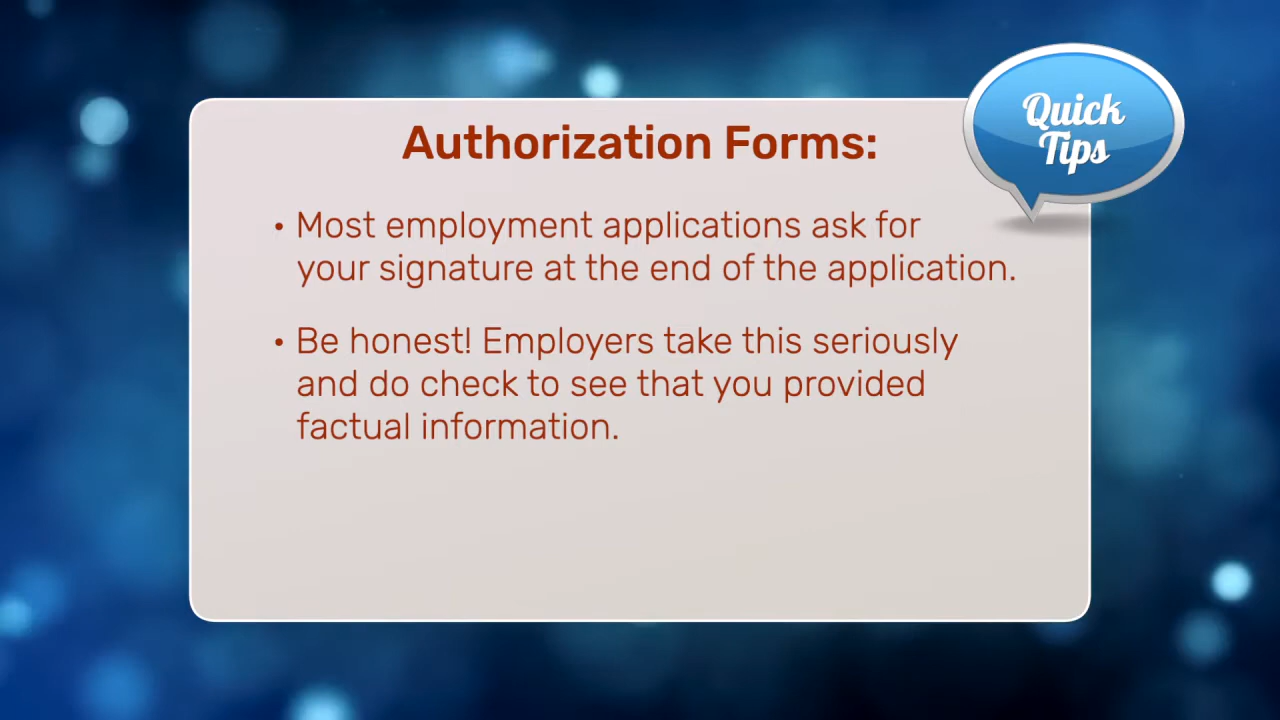 Quick
Tips
Authorization Forms:
• Most employment applications ask for
your signature at the end of the application.
• Be honest! Employers take this seriously
and do check to see that you provided
factual information.